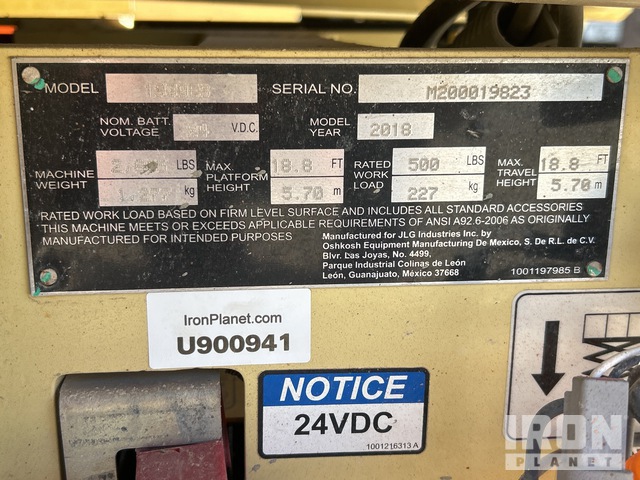 MODEL SERIAL NO. M200019823
NOM. BATT. VOLTAGE V.D.C. MODEL YEAR 2018
MACHINE WEIGHT LBS kg MAX. PLATFORM HEIGHT 18.8 FT 5.70 m RATED WORK LOAD 500 LBS 227 kg MAX. TRAVEL HEIGHT 18.8 FT 5.70 m
RATED WORK LOAD BASED ON FIRM LEVEL SURFACE AND INCLUDES ALL STANDARD ACCESSORIES
THIS MACHINE MEETS OR EXCEEDS APPLICABLE REQUIREMENTS OF ANSI A92.6-2006 AS ORIGINALLY
MANUFACTURED FOR INTENDED PURPOSES
Manufactured for JLG Industries Inc. by
Oshkosh Equipment Manufacturing De Mexico, S. De R.L. de C.V.
Blvr. Las Joyas, No. 4499,
Parque Industrial Colinas de León
León, Guanajuato, México 37668
1001197985 B
IronPlanet.com
U900941
NOTICE
24VDC
1001216313 A
IRON
PLANET